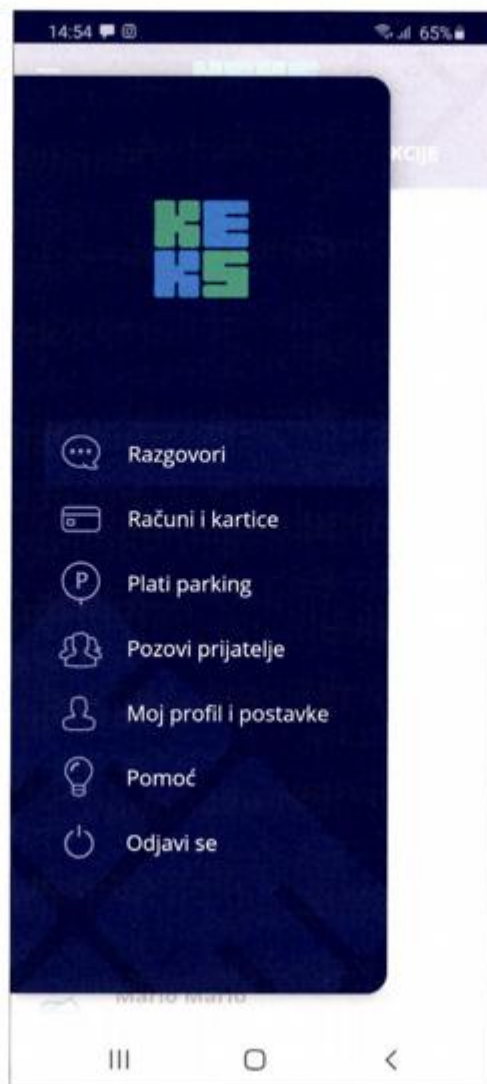 14:54
65%
KCIJE
KE
KS
Razgovori
Računi i kartice
P
Plati parking
Pozovi prijatelje
Moj profil i postavke
Pomoć
Odjavi se
Mario Mario